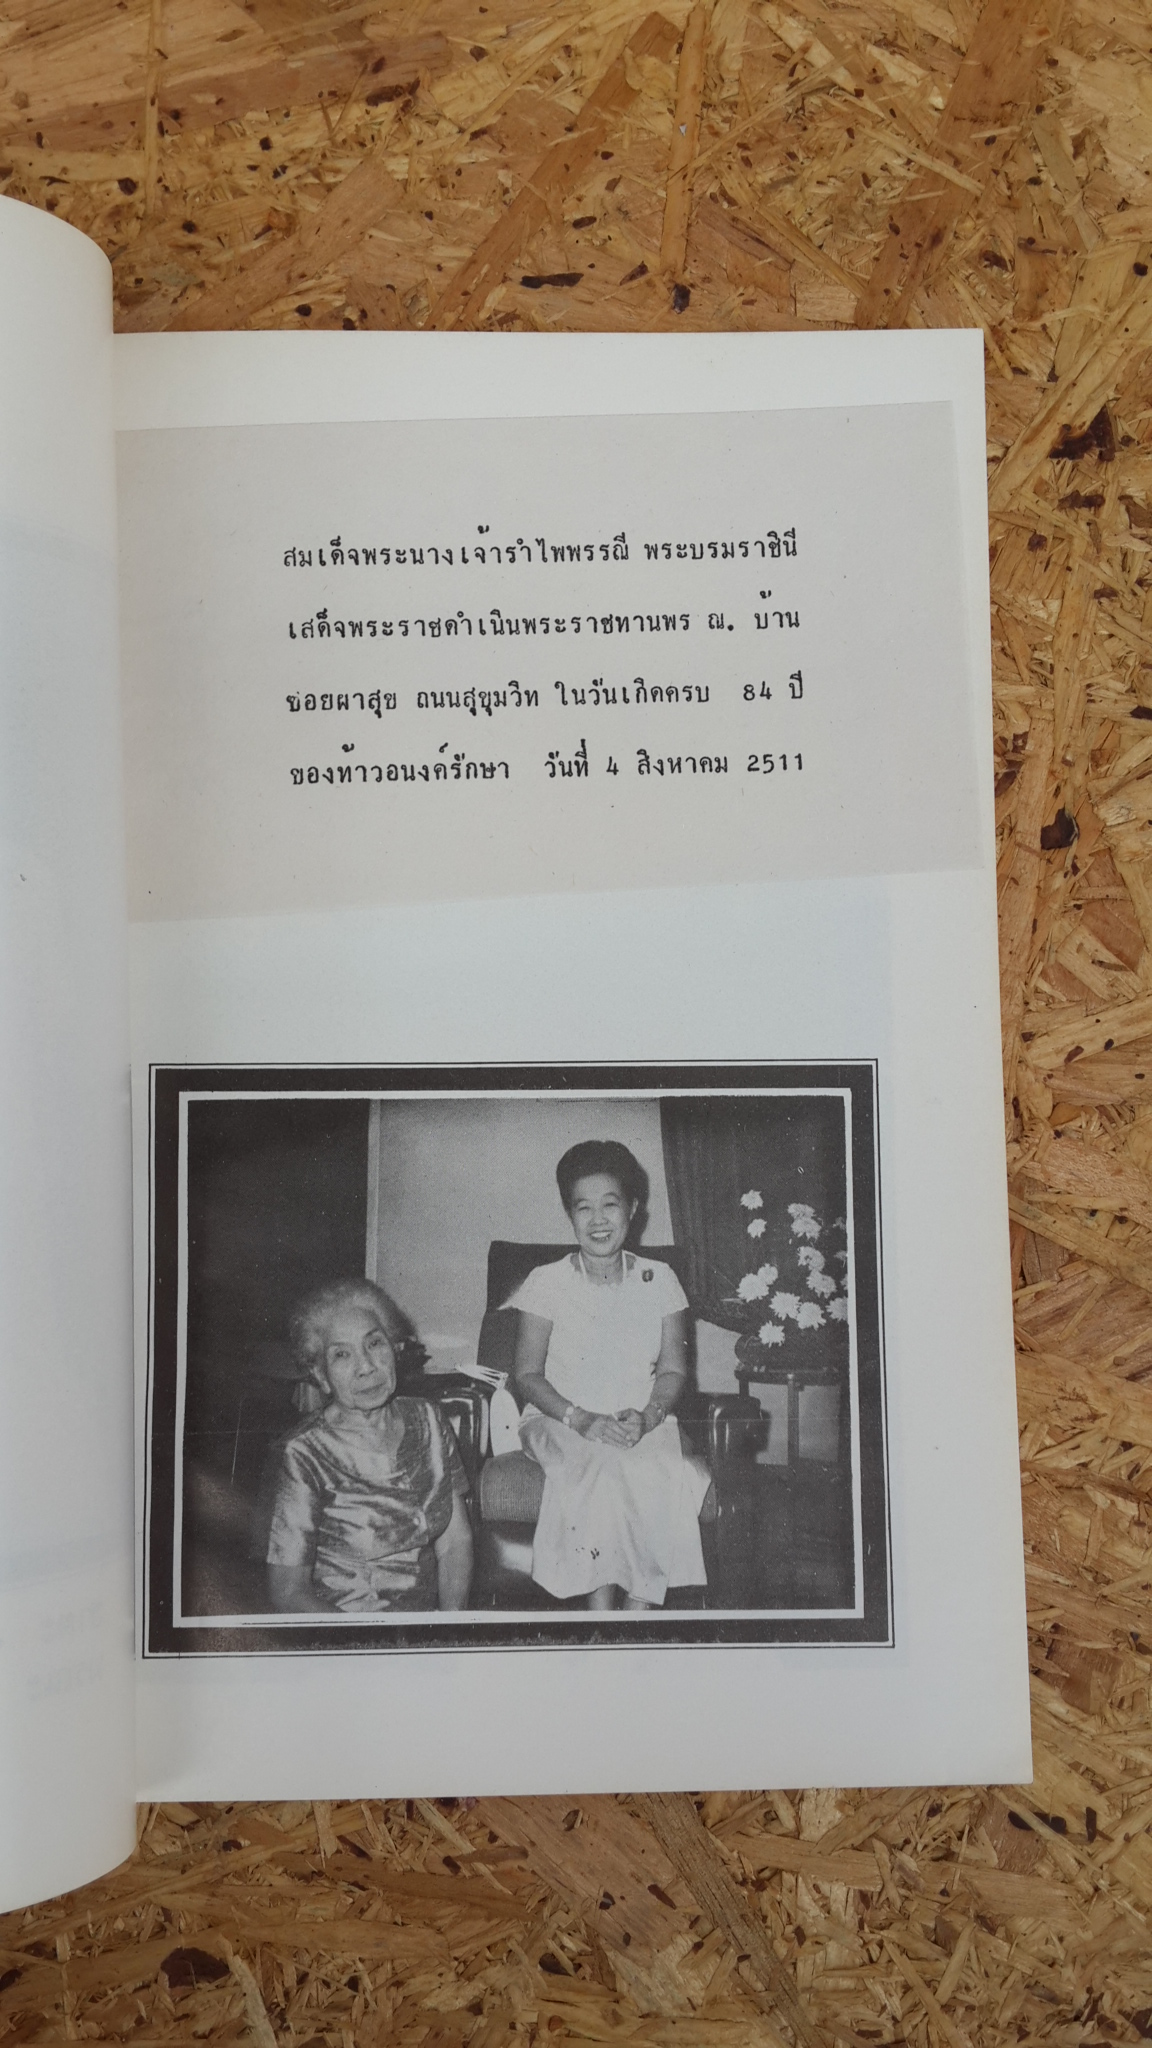 สมเด็จพระนางเจ้ารำไพพรรณี พระบรมราชินี
เสด็จพระราชดำเนินพระราชทานพร ณ. บ้าน
ซอยผาสุข ถนนสุขุมวิท ในวันเกิดครบ 84 ปี
ของท้าวอนงค์รักษา วันที่ 4 สิงหาคม 2511